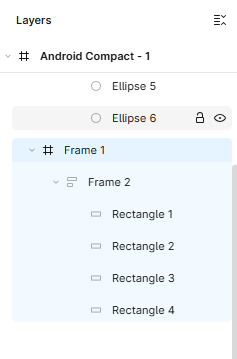 Layers
Android Compact - 1
Ellipse 5
Ellipse 6
Frame 1
Frame 2
Rectangle 1
Rectangle 2
Rectangle 3
Rectangle 4